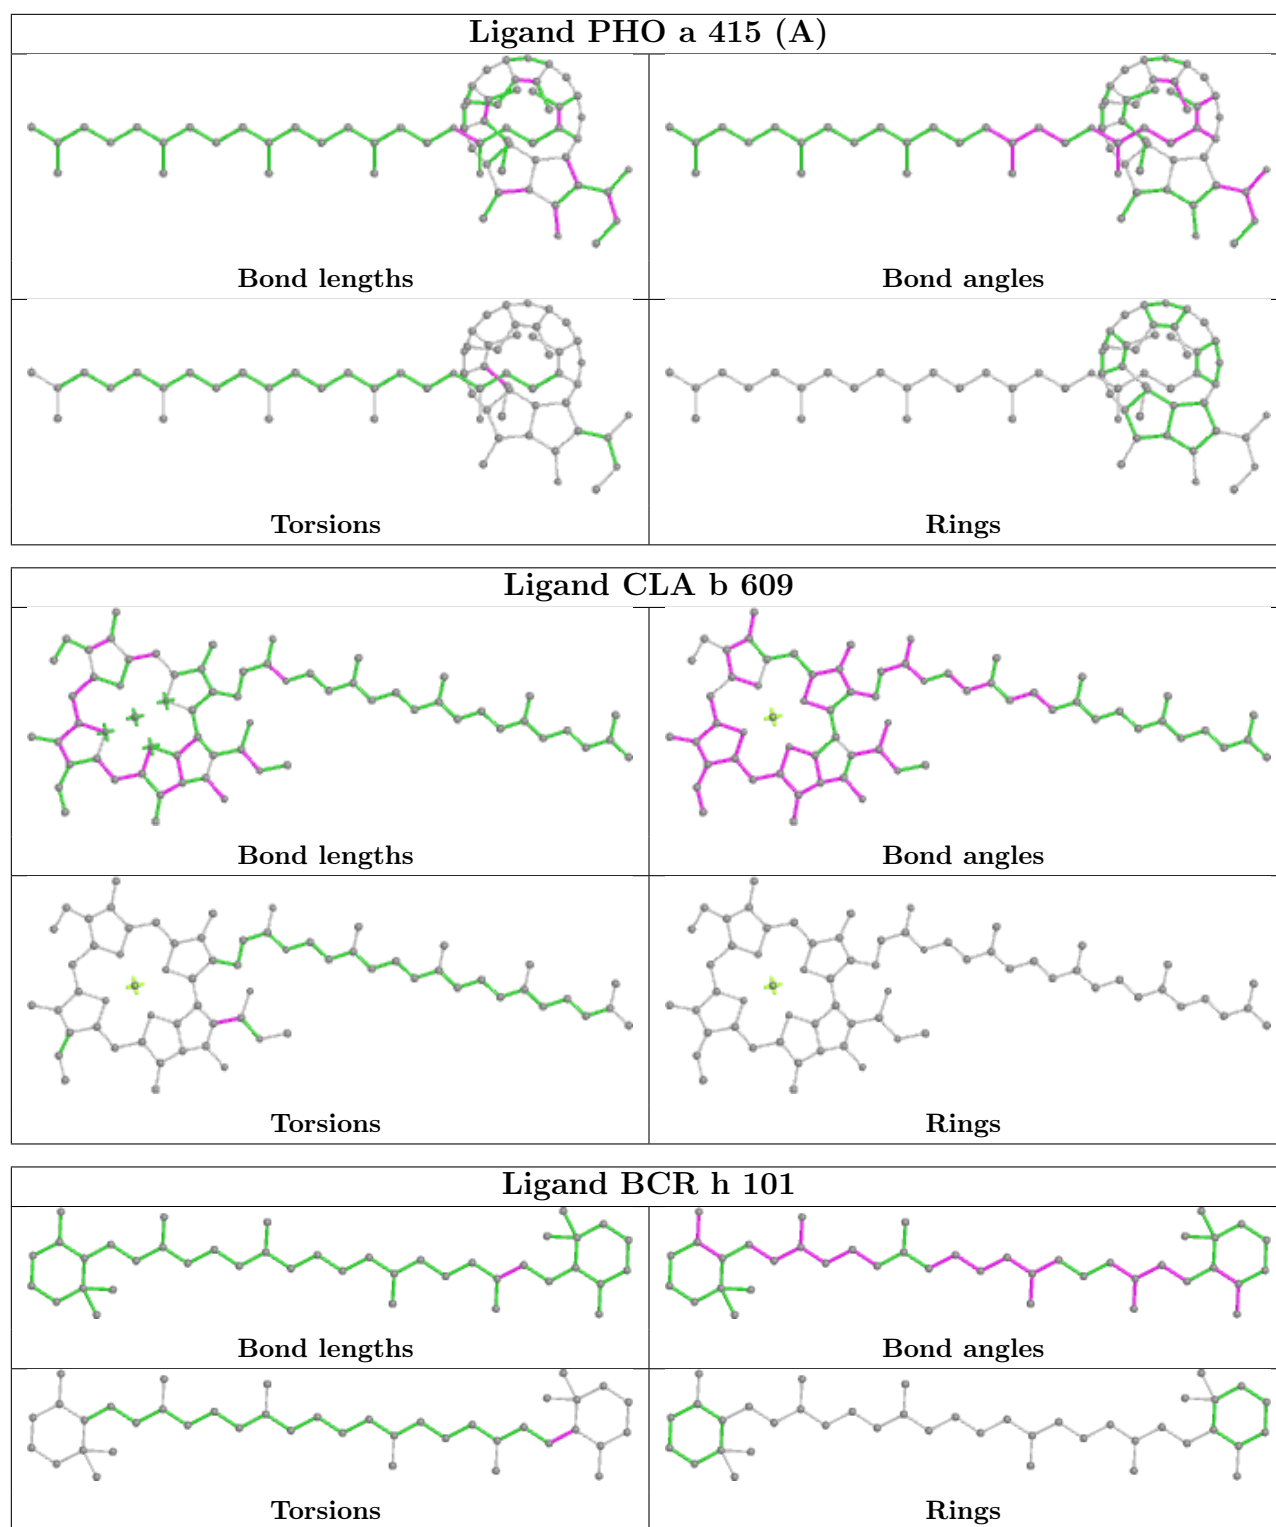 Ligand PHO a 415 (A)
Bond lengths
Bond angles
Torsions
Rings
Ligand CLA b 609
Bond lengths
Bond angles
Torsions
Rings
Ligand BCR h 101
Bond lengths
Bond angles
Torsions
Rings